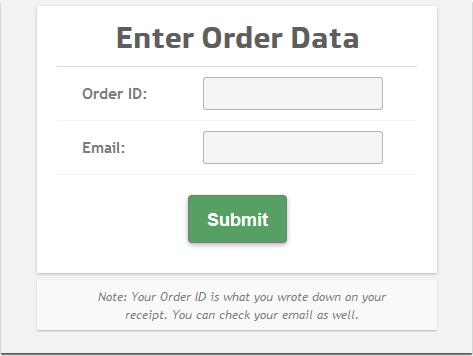 Enter Order Data
Order ID:
Email:
Submit
Note: Your Order ID is what you wrote down on your
receipt. You can check your email as well.